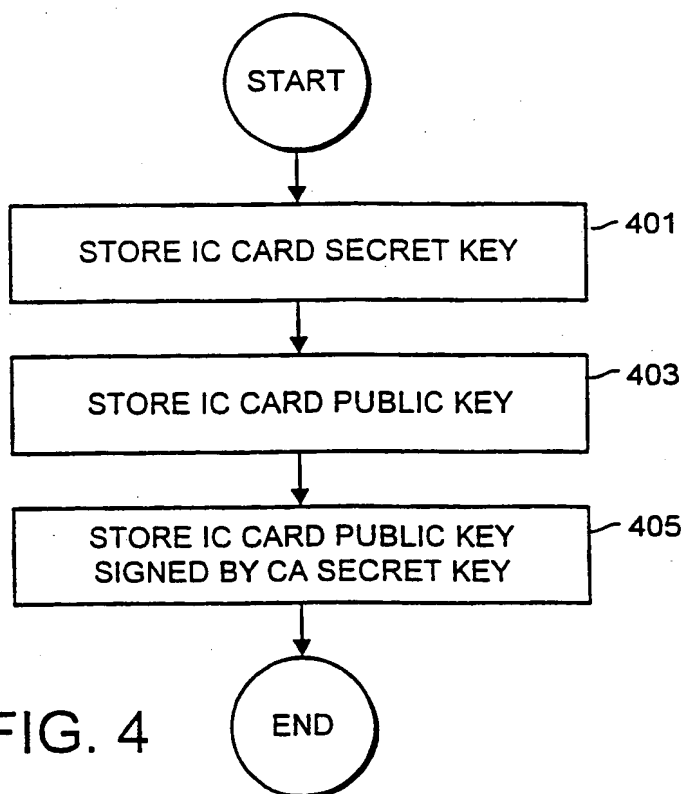 START
STORE IC CARD SECRET KEY
401
STORE IC CARD PUBLIC KEY
403
STORE IC CARD PUBLIC KEY
SIGNED BY CA SECRET KEY
405
END
FIG. 4